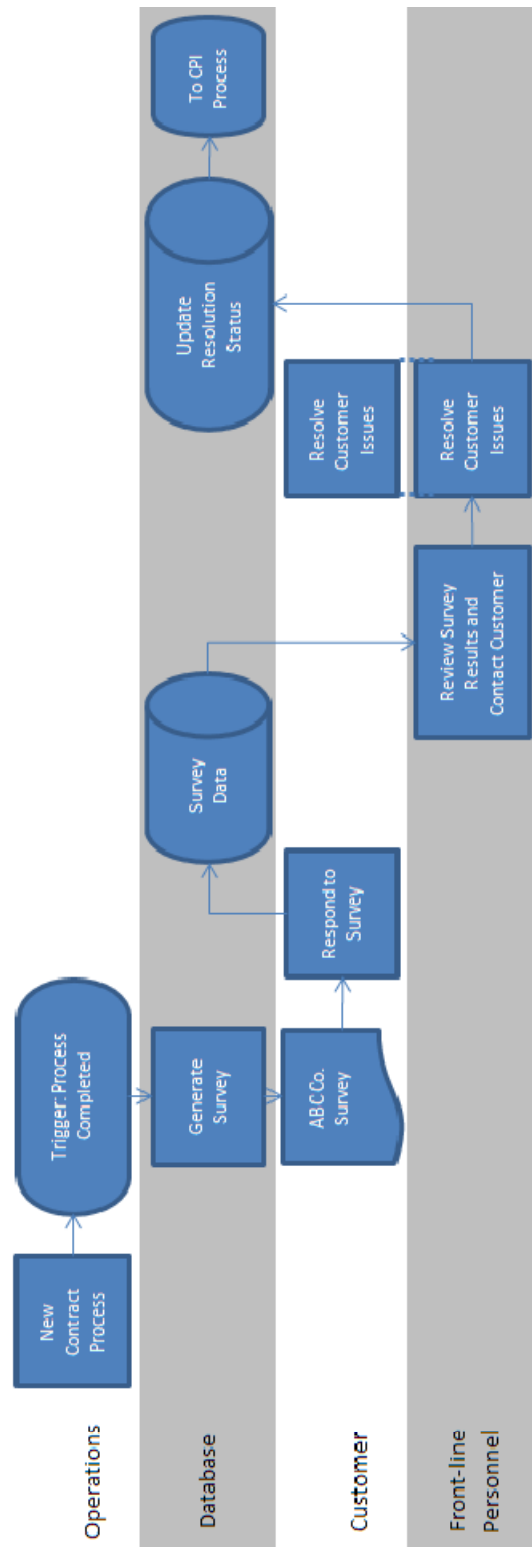 Operations
New
Contract
Process
Trigger: Process
Completed
Database
Generate
Survey
Survey
Data
Update
Resolution
Status
To CPI
Process
Customer
ABC Co.
Survey
Respond to
Survey
Resolve
Customer
Issues
Front-line
Personnel
Review Survey
Results and
Contact Customer
Resolve
Customer
Issues